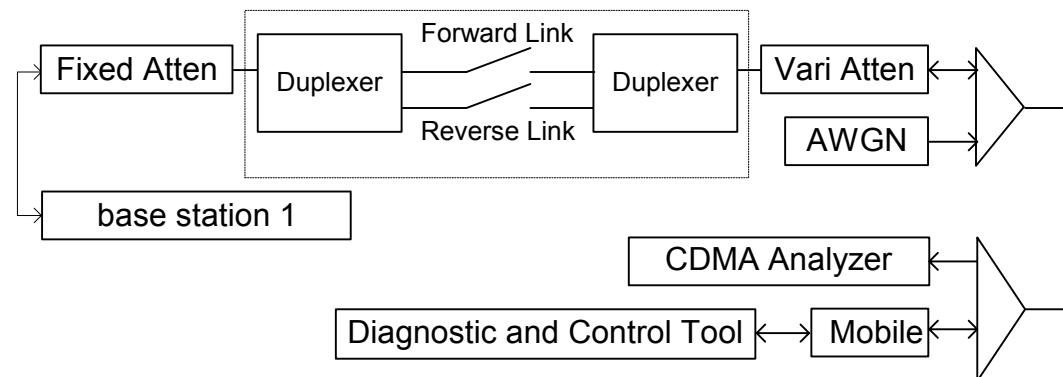 Forward Link
Fixed Atten
Duplexer
Duplexer
Vari Atten
Reverse Link
AWGN
base station 1
CDMA Analyzer
Diagnostic and Control Tool
Mobile